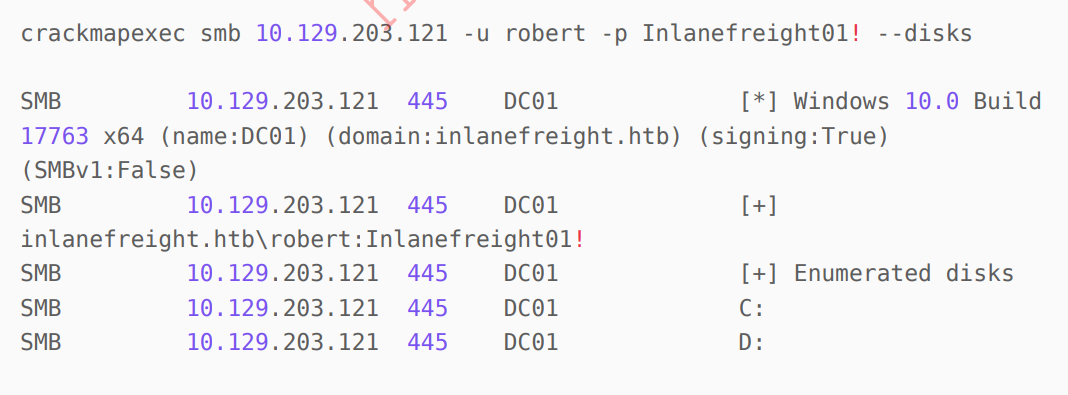 crackmapexec smb 10.129.203.121 -u robert -p Inlanefreight01! --disks
SMB 10.129.203.121 445 DC01 [*] Windows 10.0 Build
17763 x64 (name:DC01) (domain:inlanefreight.htb) (signing:True)
(SMBv1:False)
SMB 10.129.203.121 445 DC01 [+]
inlanefreight.htb\robert:Inlanefreight01!
SMB 10.129.203.121 445 DC01 [+] Enumerated disks
SMB 10.129.203.121 445 DC01 C:
SMB 10.129.203.121 445 DC01 D: